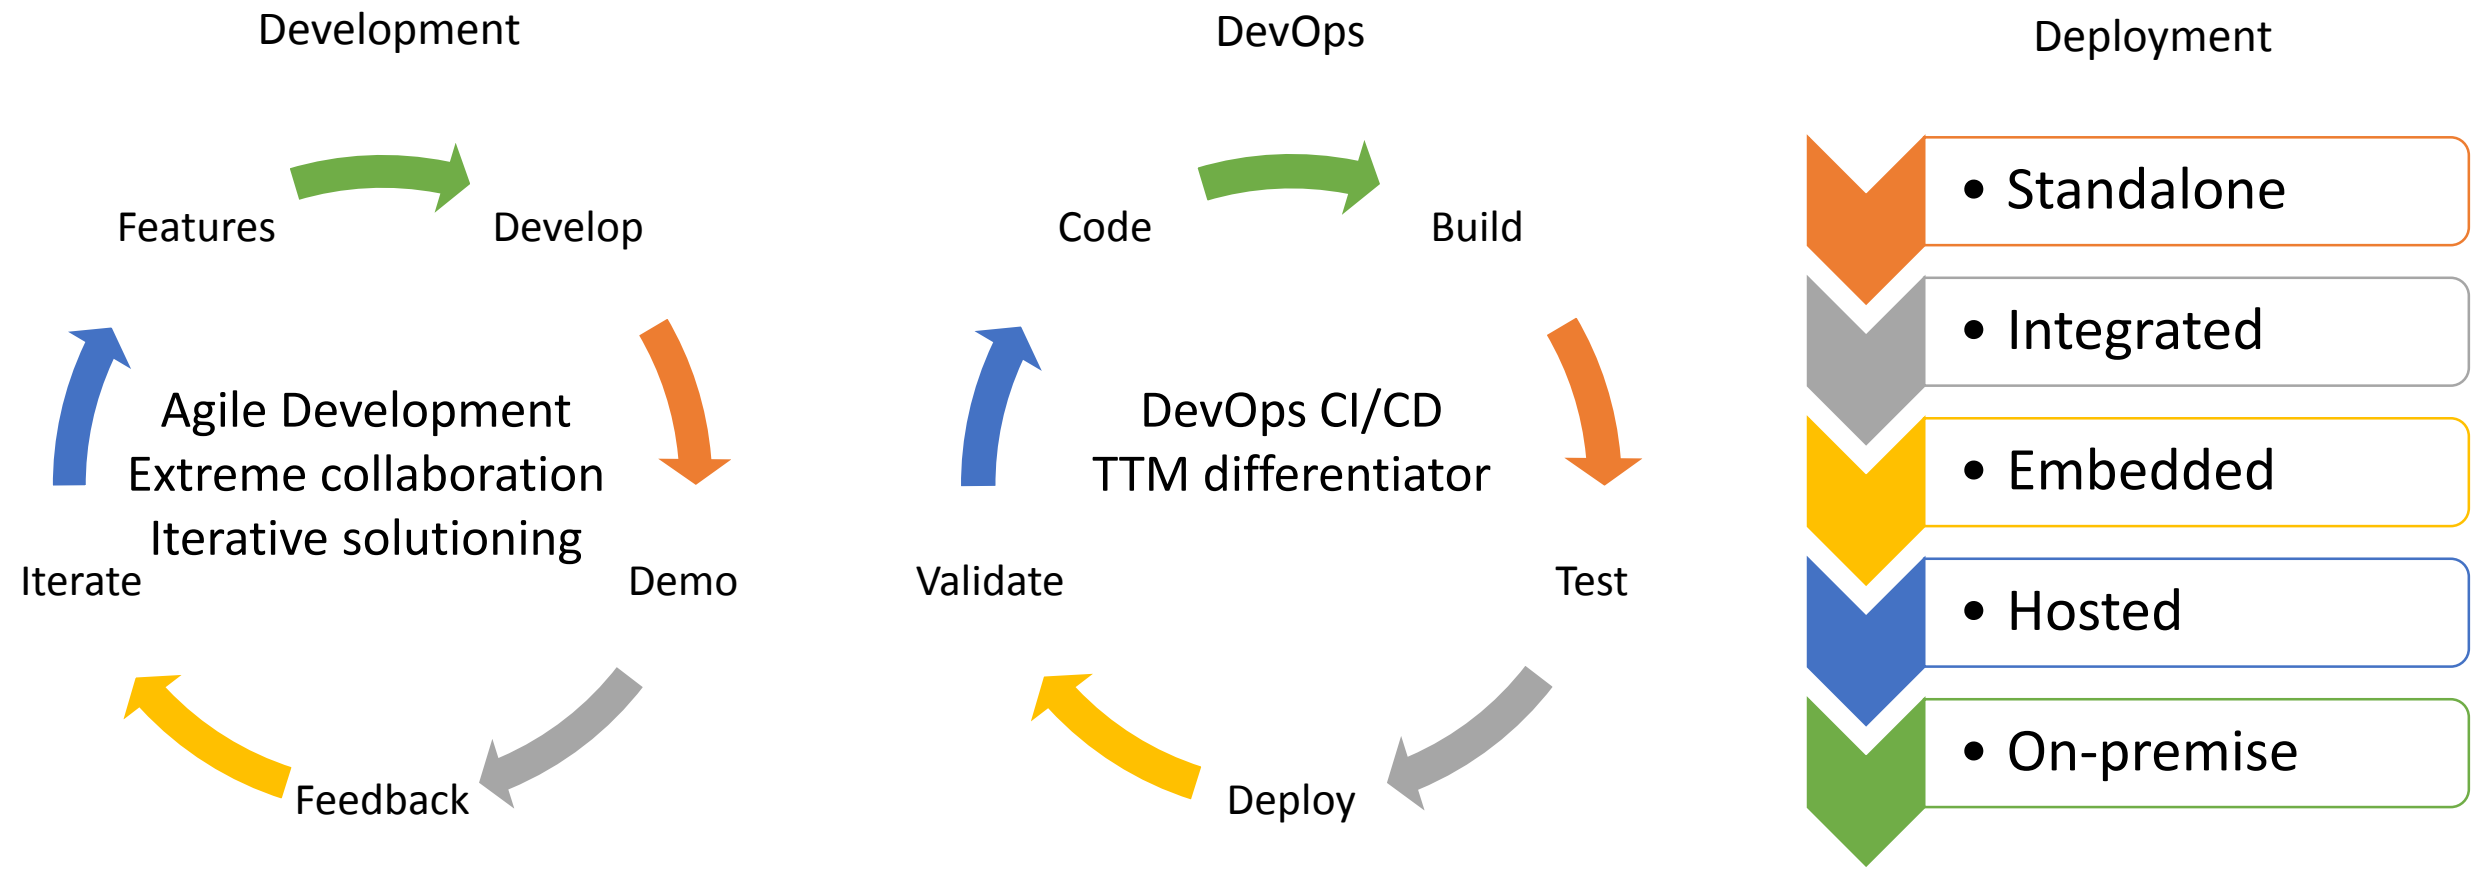 Development
Features
Develop
Agile Development
Extreme collaboration
Iterative solutioning
Iterate
Demo
Feedback
DevOps
Code
Build
DevOps CI/CD
TTM differentiator
Validate
Test
Deploy
Deployment
• Standalone
• Integrated
• Embedded
• Hosted
• On-premise